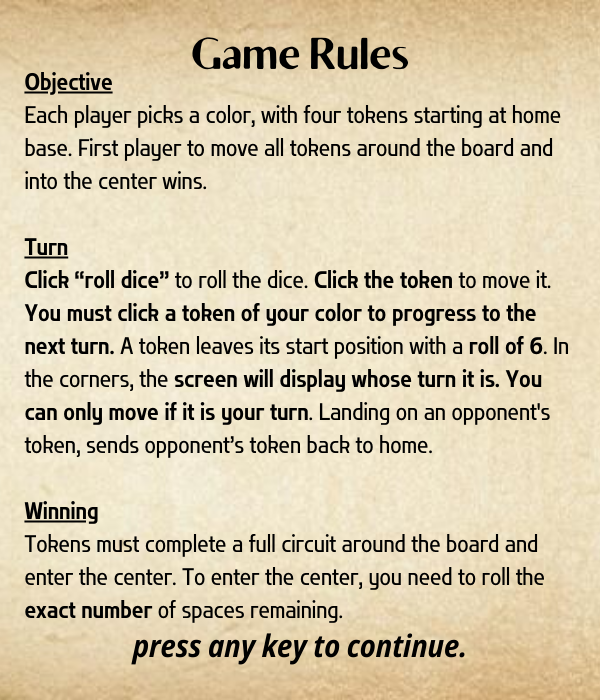 Game Rules
Objective
Each player picks a color, with four tokens starting at home
base. First player to move all tokens around the board and
into the center wins.
Turn
Click “roll dice” to roll the dice. Click the token to move it.
You must click a token of your color to progress to the
next turn. A token leaves its start position with a roll of 6. In
the corners, the screen will display whose turn it is. You
can only move if it is your turn. Landing on an opponent's
token, sends opponent’s token back to home.
Winning
Tokens must complete a full circuit around the board and
enter the center. To enter the center, you need to roll the
exact number of spaces remaining.
press any key to continue.